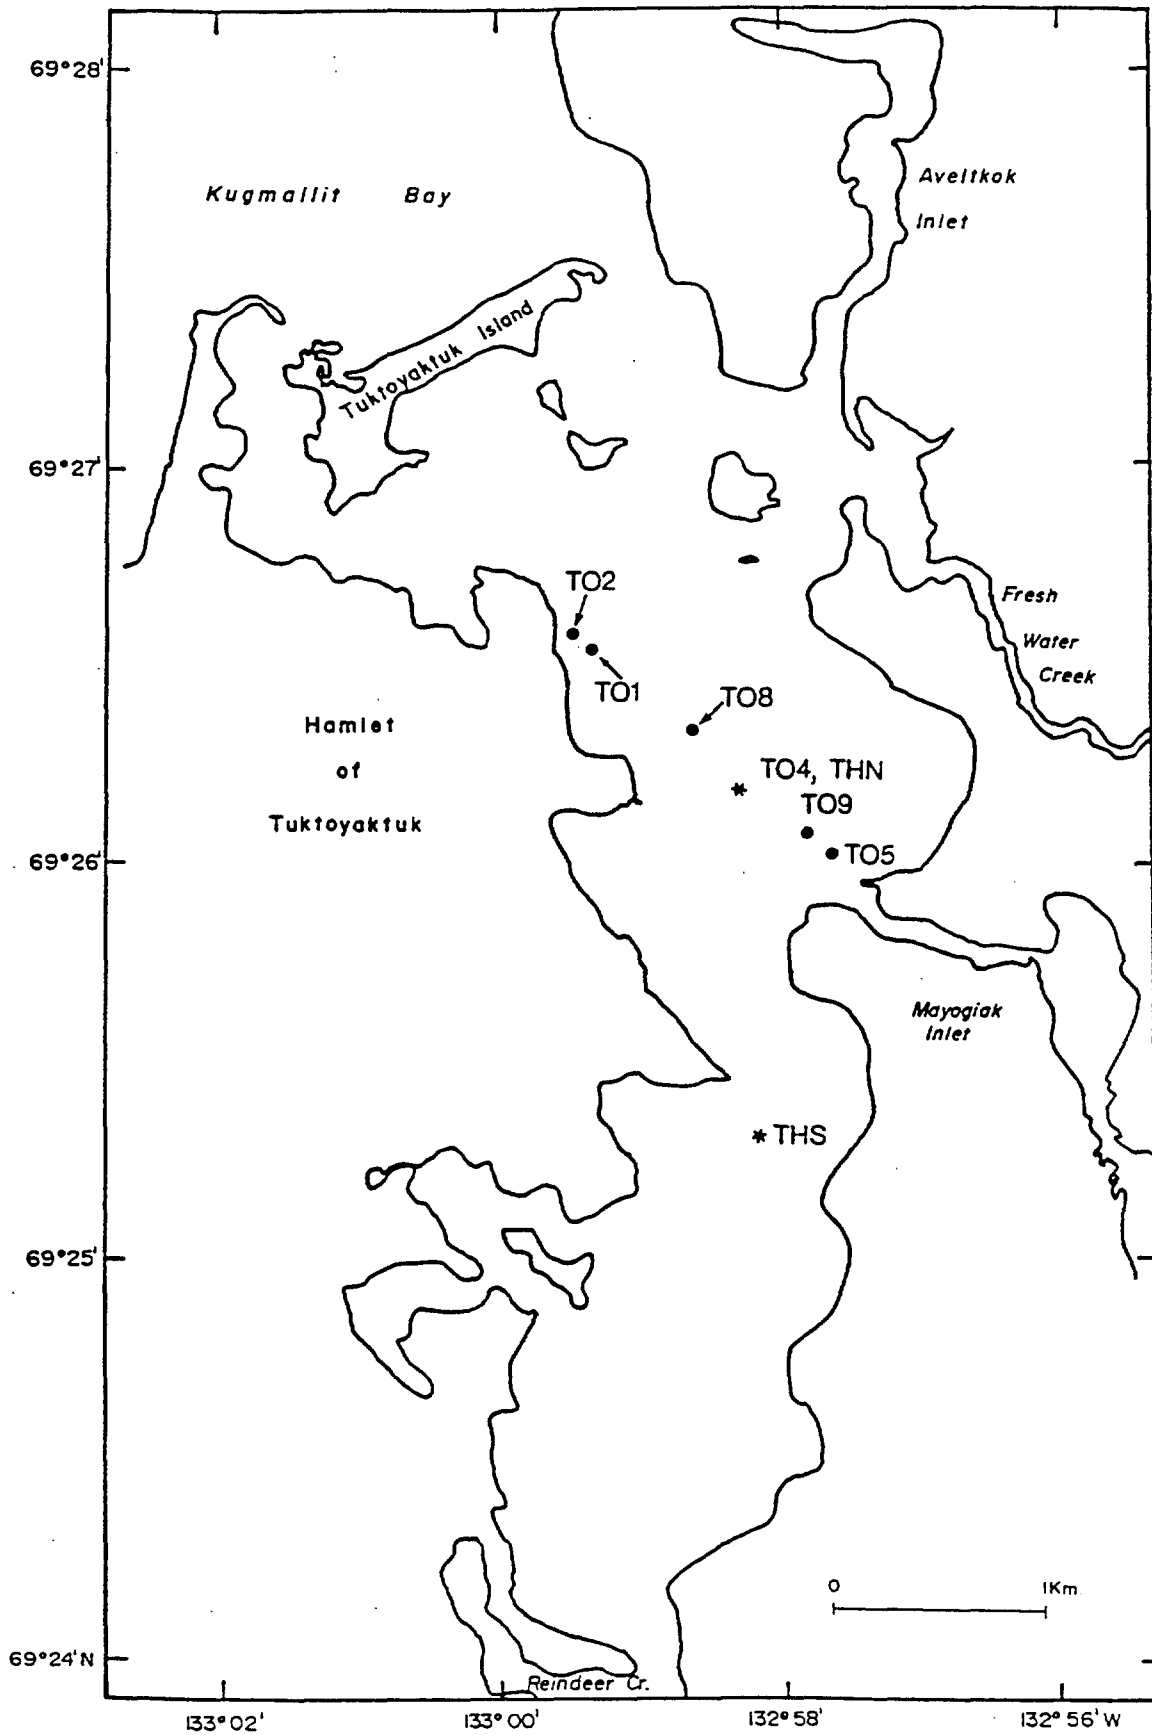 69°28'
Kugmallit Bay
Aveltkok
Inlet
Tuktoyaktuk Island
69°27'
TO2
Fresh
Water
Creek
TO1
TO8
Hamlet
of
Tuktoyaktuk
TO4, THN
TO9
TO5
69°26'
Mayogiak
Inlet
THS
69°25'
0 1Km.
69°24'N
Reindeer Cr.
133°02' 133°00' 132°58' 132°56'W